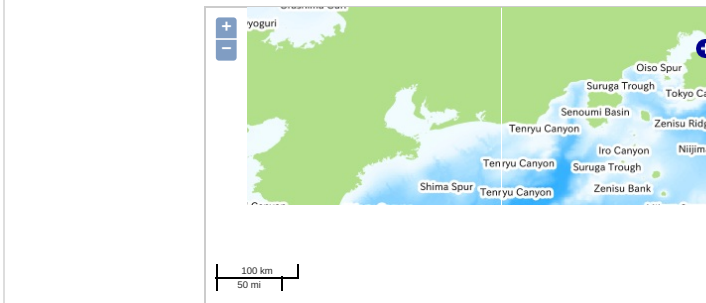 yoguri
+
−
Oiso Spur
Suruga Trough
Tokyo Ca
Senoumi Basin
Zenisu Ridg
Tenryu Canyon
Iro Canyon
Niijim
Tenryu Canyon
Suruga Trough
Shima Spur
Tenryu Canyon
Zenisu Bank
100 km
50 mi